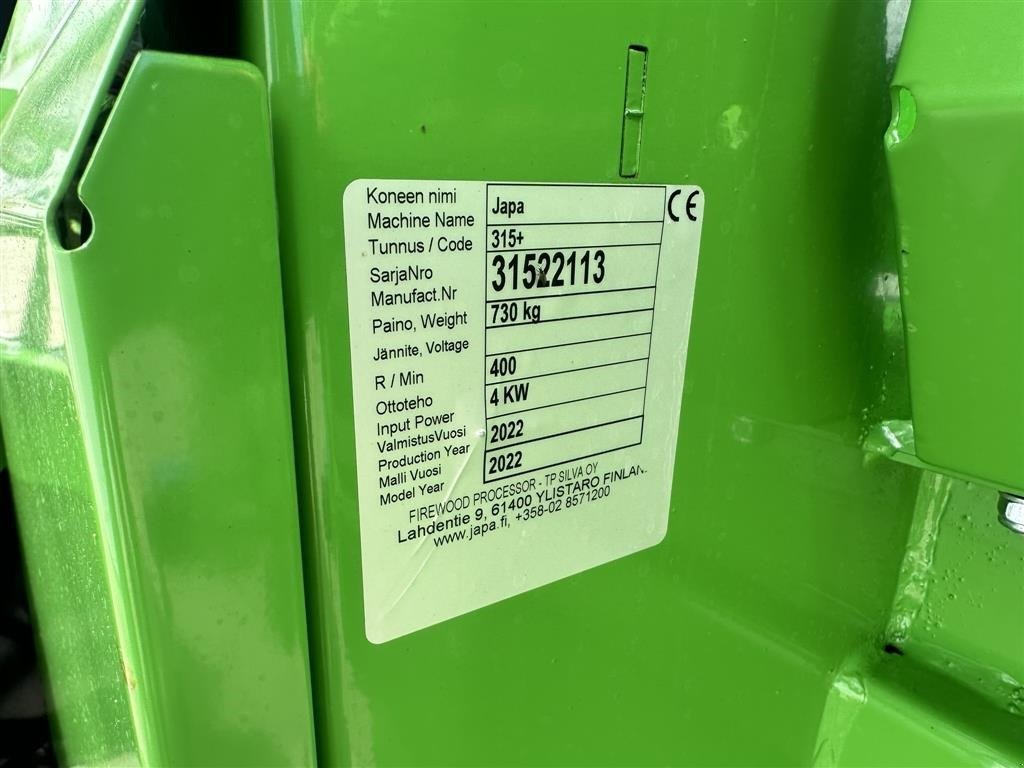 Koneen nimi
Machine Name Japa CE
Tunnus / Code 315+
SarjaNro
Manufact.Nr 31522113
Paino, Weight 730 kg
Jännite, Voltage
R / Min 400
Ottoteho
Input Power 4 KW
ValmistusVuosi
Production Year 2022
Malli Vuosi
Model Year 2022
FIREWOOD PROCESSOR - TP SILVA OY
Lahdentie 9, 61400 YLISTARO FINLAN.
www.japa.fi, +358-02 8571200